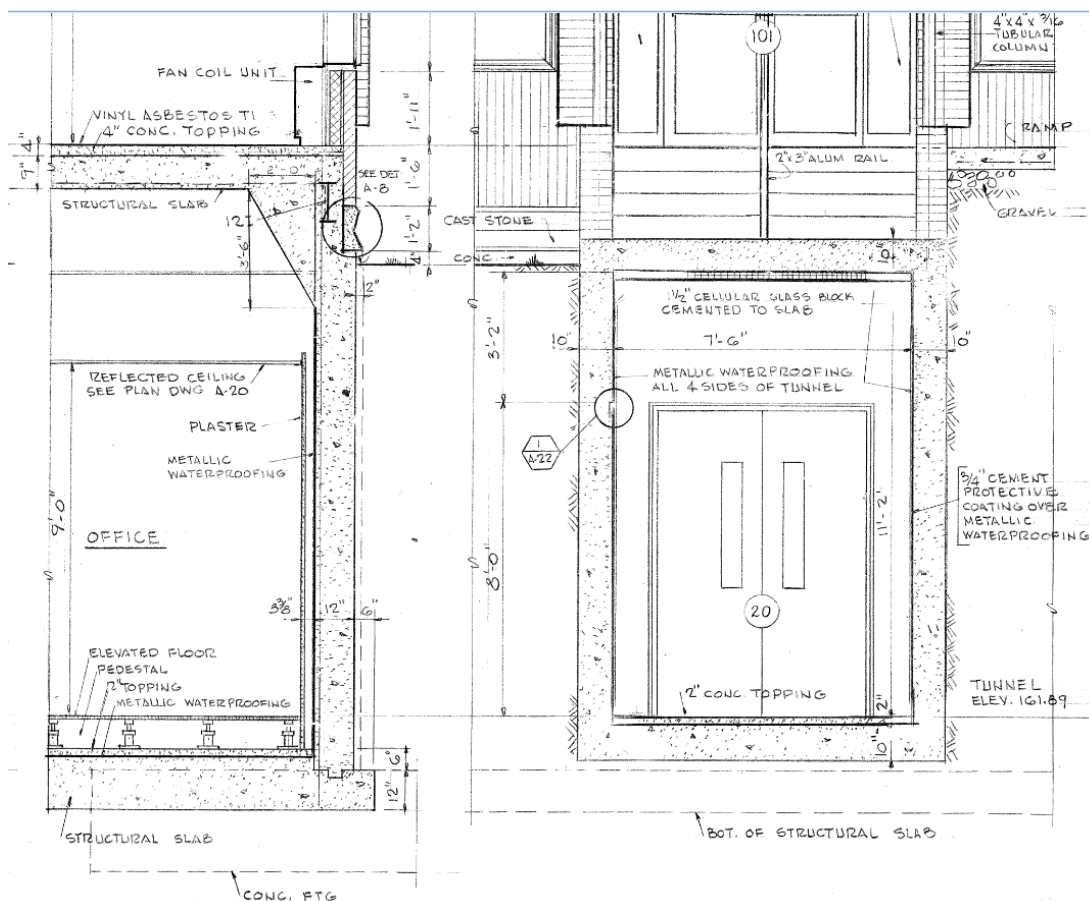 FAN COIL UNIT
VINYL ASBESTOS TI
4" CONC. TOPPING
9" 4"
2'-0"
SEE DET
A-8
STRUCTURAL SLAB
12
3'-6"
1'-11"
1'-6"
1'-2"
4"
2"
REFLECTED CEILING
SEE PLAN DWG A-20
PLASTER
METALLIC
WATERPROOFING
9'-0"
OFFICE
3 3/8" 12" 6"
ELEVATED FLOOR
PEDESTAL
2" TOPPING
METALLIC WATERPROOFING
6"
12"
STRUCTURAL SLAB
CONC. FTG
101
4"x4"x 3/16
TUBULAR
COLUMN
RAMP
2"x3" ALUM RAIL
GRAVEL
CAST STONE
CONC
10"
1 1/2" CELLULAR GLASS BLOCK
CEMENTED TO SLAB
3'-2"
10"
7'-6"
0"
METALLIC WATERPROOFING
ALL 4 SIDES OF TUNNEL
1
A-22
3/4" CEMENT
PROTECTIVE
COATING OVER
METALLIC
WATERPROOFING
11'-2'
8'-0"
20
2" CONC. TOPPING
2"
10"
TUNNEL
ELEV. 161.89
BOT. OF STRUCTURAL SLAB